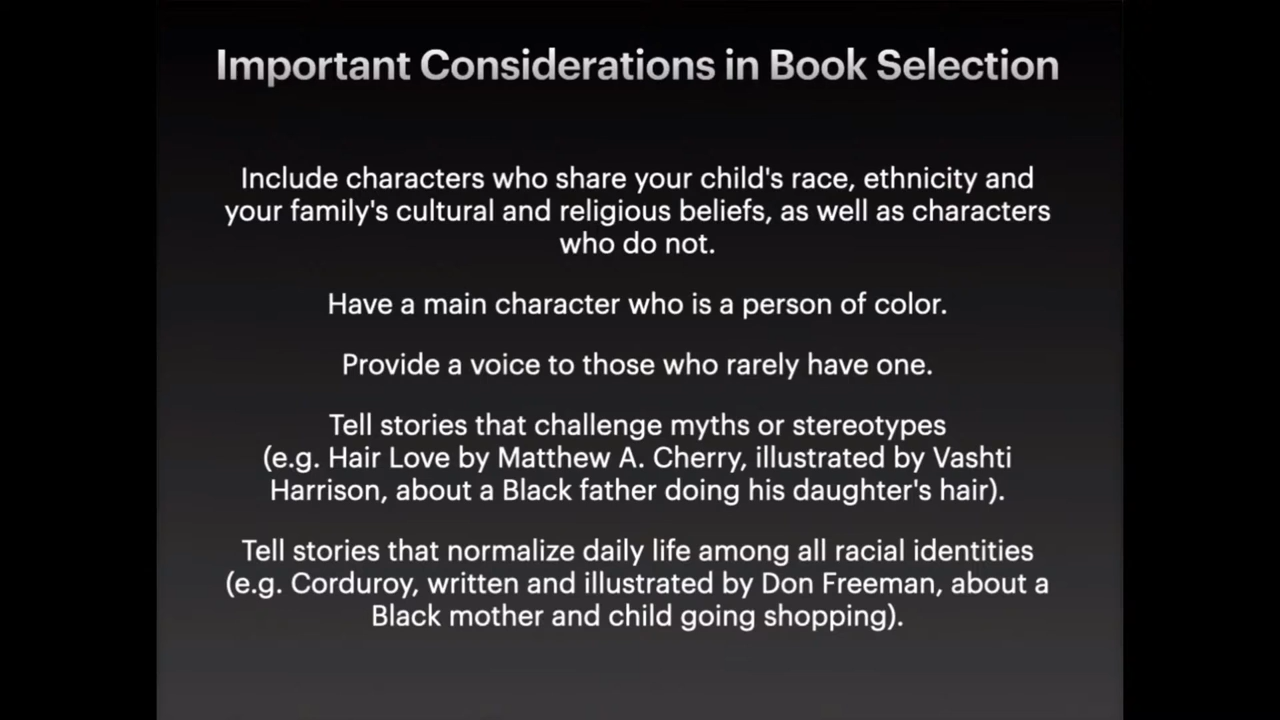 Important Considerations in Book Selection
Include characters who share your child's race, ethnicity and
your family's cultural and religious beliefs, as well as characters
who do not.
Have a main character who is a person of color.
Provide a voice to those who rarely have one.
Tell stories that challenge myths or stereotypes
(e.g. Hair Love by Matthew A. Cherry, illustrated by Vashti
Harrison, about a Black father doing his daughter's hair).
Tell stories that normalize daily life among all racial identities
(e.g. Corduroy, written and illustrated by Don Freeman, about a
Black mother and child going shopping).